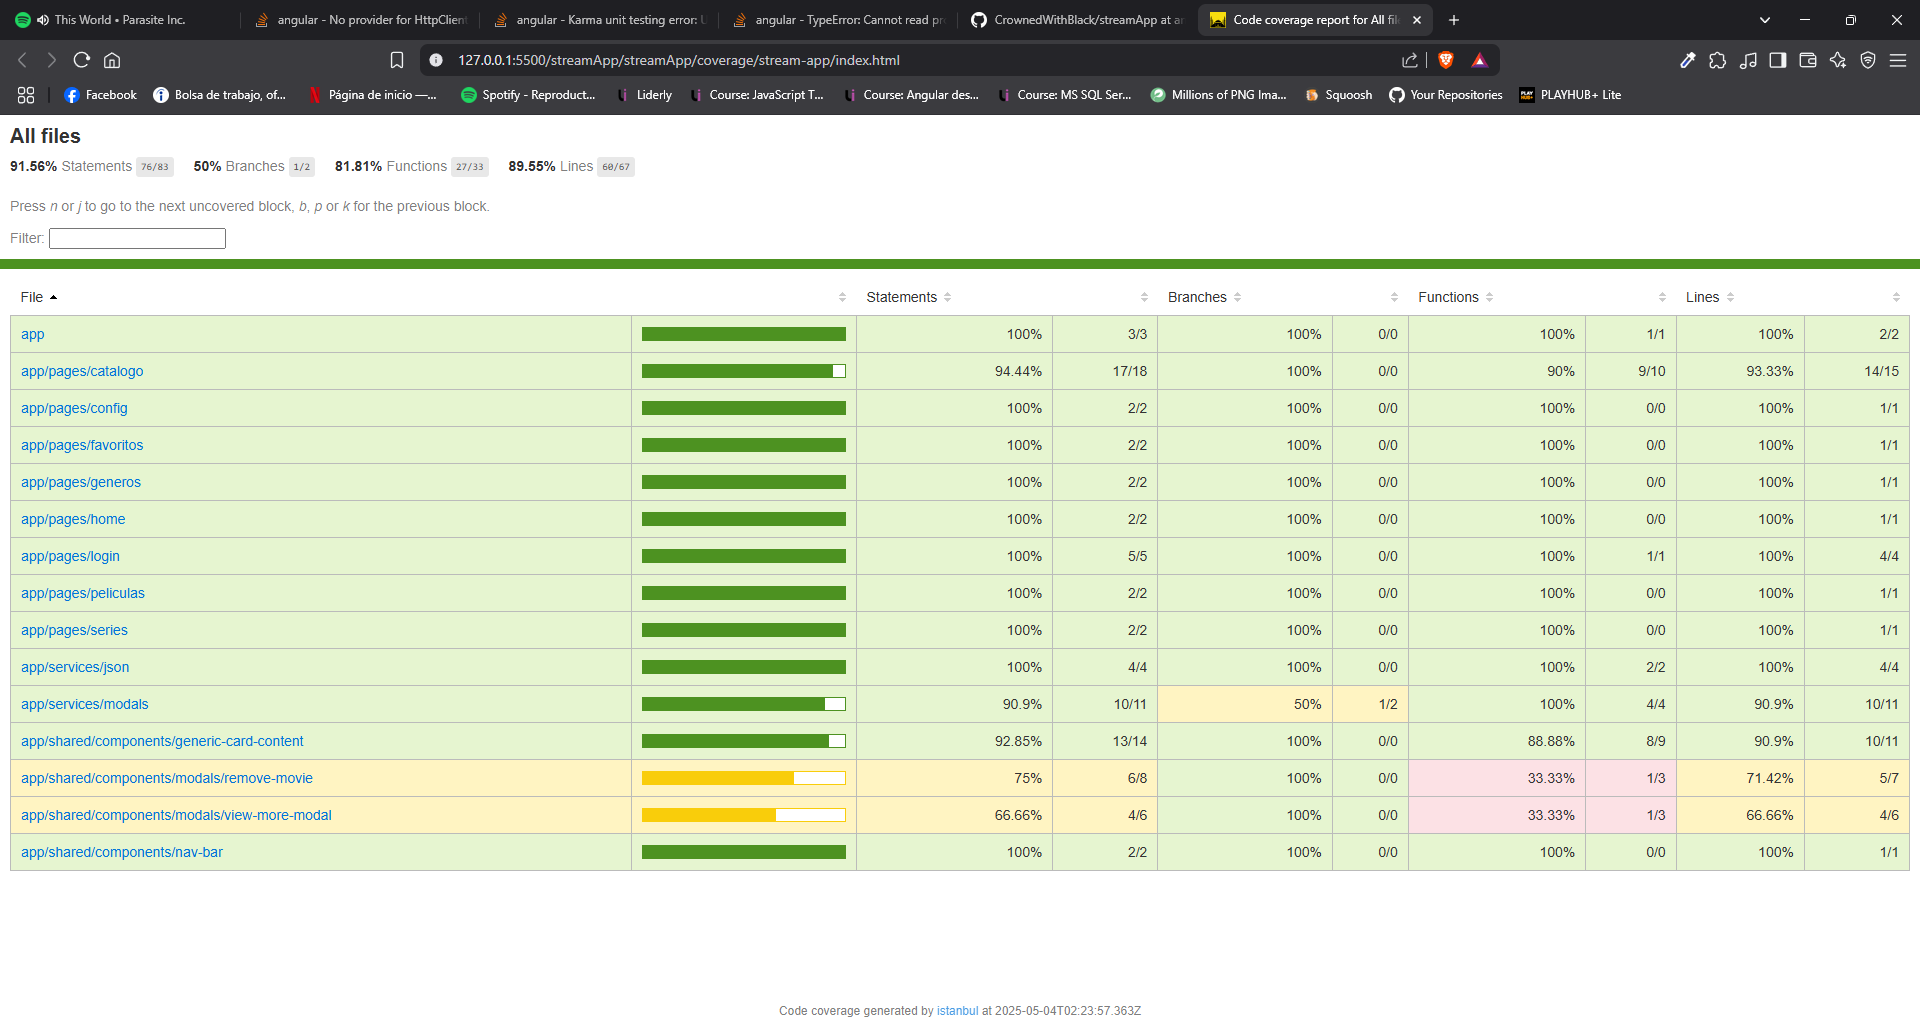 This World • Parasite Inc.
angular - No provider for HttpClient
angular - Karma unit testing error: U
angular - TypeError: Cannot read pro
CrownedWithBlack/streamApp at an
Code coverage report for All file
127.0.0.1:5500/streamApp/streamApp/coverage/stream-app/index.html
Facebook
Bolsa de trabajo, of...
Página de inicio —...
Spotify - Reproduct...
Liderly
Course: JavaScript T...
Course: Angular des...
Course: MS SQL Ser...
Millions of PNG Ima...
Squoosh
Your Repositories
PLAYHUB+ Lite
All files
91.56% Statements 76/83 50% Branches 1/2 81.81% Functions 27/33 89.55% Lines 60/67
Press n or j to go to the next uncovered block, b, p or k for the previous block.
Filter:
File Statements Branches Functions Lines
app 100% 3/3 100% 0/0 100% 1/1 100% 2/2
app/pages/catalogo 94.44% 17/18 100% 0/0 90% 9/10 93.33% 14/15
app/pages/config 100% 2/2 100% 0/0 100% 0/0 100% 1/1
app/pages/favoritos 100% 2/2 100% 0/0 100% 0/0 100% 1/1
app/pages/generos 100% 2/2 100% 0/0 100% 0/0 100% 1/1
app/pages/home 100% 2/2 100% 0/0 100% 0/0 100% 1/1
app/pages/login 100% 5/5 100% 0/0 100% 1/1 100% 4/4
app/pages/peliculas 100% 2/2 100% 0/0 100% 0/0 100% 1/1
app/pages/series 100% 2/2 100% 0/0 100% 0/0 100% 1/1
app/services/json 100% 4/4 100% 0/0 100% 2/2 100% 4/4
app/services/modals 90.9% 10/11 50% 1/2 100% 4/4 90.9% 10/11
app/shared/components/generic-card-content 92.85% 13/14 100% 0/0 88.88% 8/9 90.9% 10/11
app/shared/components/modals/remove-movie 75% 6/8 100% 0/0 33.33% 1/3 71.42% 5/7
app/shared/components/modals/view-more-modal 66.66% 4/6 100% 0/0 33.33% 1/3 66.66% 4/6
app/shared/components/nav-bar 100% 2/2 100% 0/0 100% 0/0 100% 1/1
Code coverage generated by istanbul at 2025-05-04T02:23:57.363Z